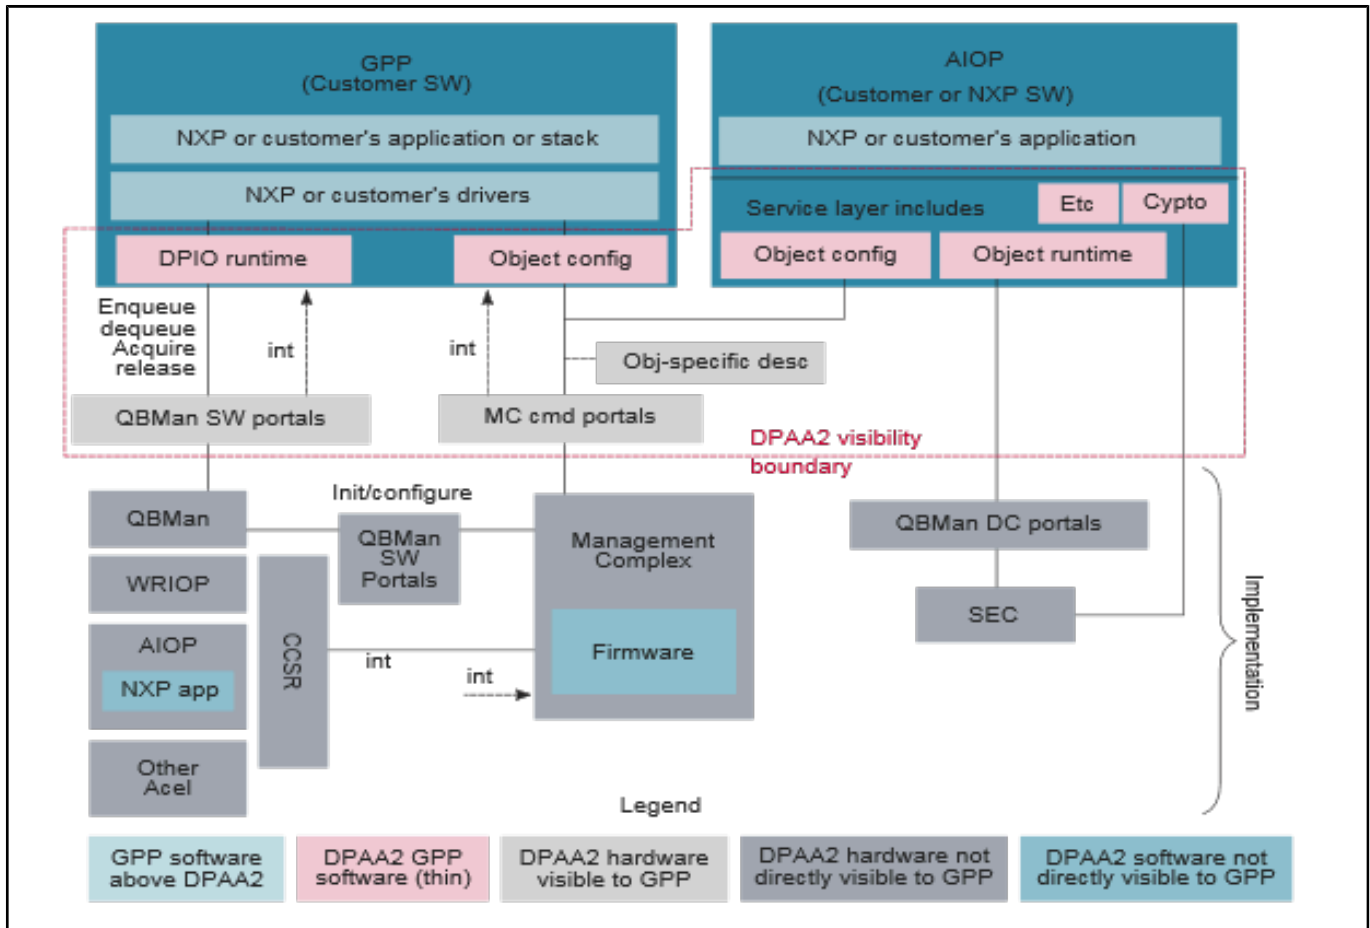 GPP
(Customer SW)
NXP or customer's application or stack
NXP or customer's drivers
DPIO runtime
Object config
AIOP
(Customer or NXP SW)
NXP or customer's application
Service layer includes
Etc
Cypto
Object config
Object runtime
Enqueue
dequeue
Acquire
release
int
int
Obj-specific desc
QBMan SW portals
MC cmd portals
DPAA2 visibility
boundary
Init/configure
QBMan
QBMan
SW
Portals
Management
Complex
QBMan DC portals
WRIOP
SEC
AIOP
NXP app
CCSR
int
int
Firmware
Other
Acel
Implementation
Legend
GPP software
above DPAA2
DPAA2 GPP
software (thin)
DPAA2 hardware
visible to GPP
DPAA2 hardware not
directly visible to GPP
DPAA2 software not
directly visible to GPP